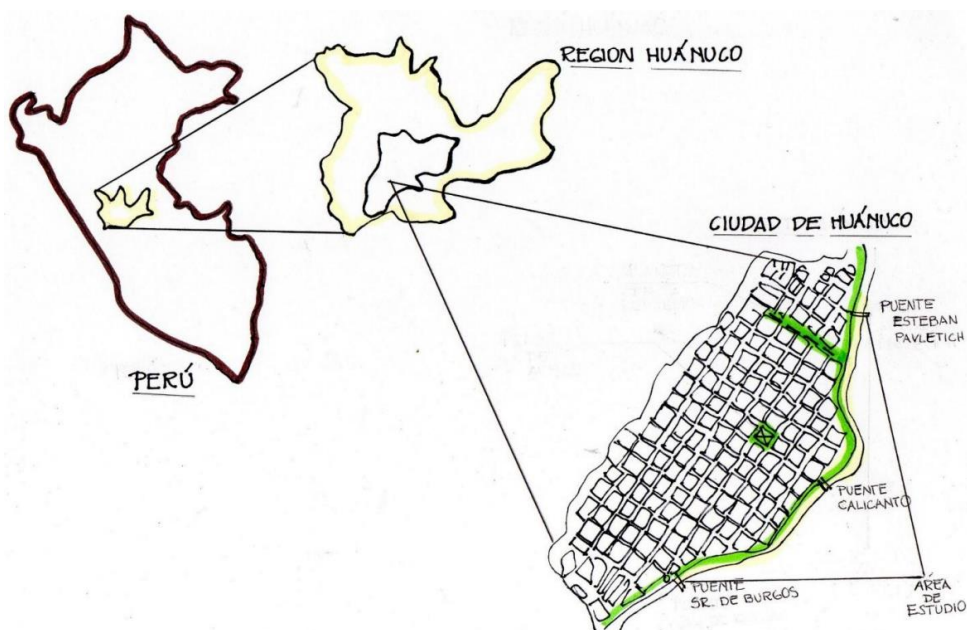 REGION HUÁNUCO
CIUDAD DE HUÁNUCO
PERÚ
PUENTE
ESTEBAN
PAVLETICH
PUENTE
CALICANTO
PUENTE
SR. DE BURGOS
ÁREA
DE
ESTUDIO